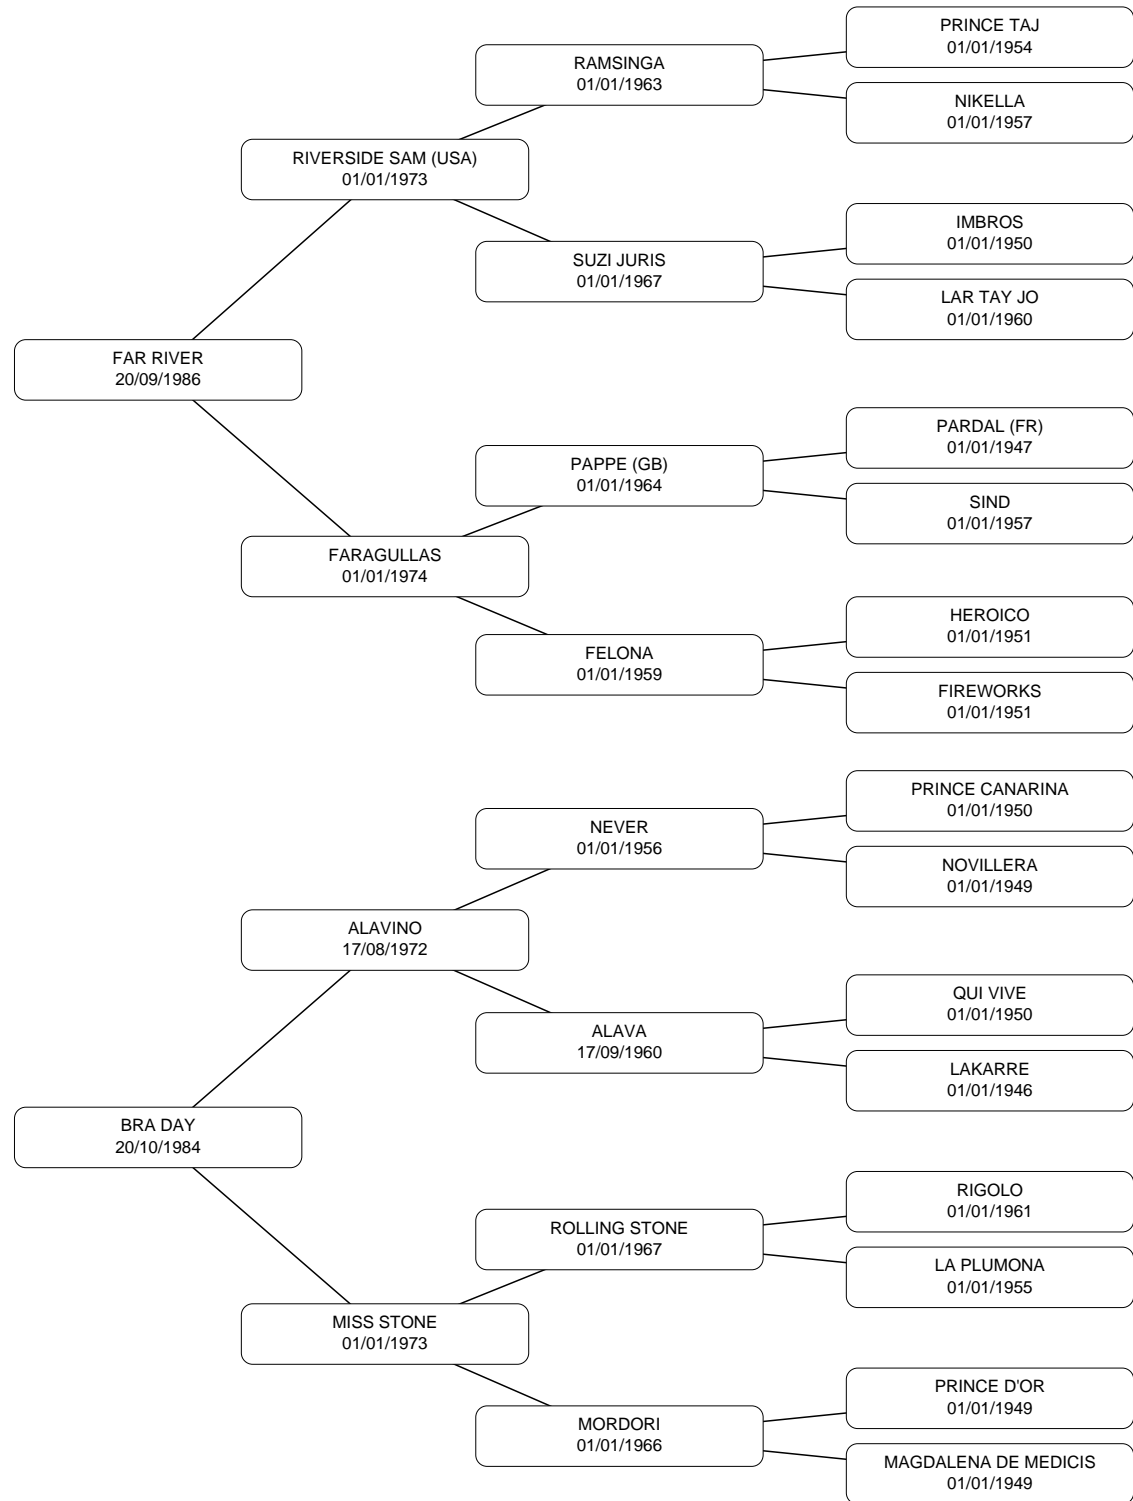 PRINCE TAJ
01/01/1954
RAMSINGA
01/01/1963
NIKELLA
01/01/1957
RIVERSIDE SAM (USA)
01/01/1973
IMBROS
01/01/1950
SUZI JURIS
01/01/1967
LAR TAY JO
01/01/1960
FAR RIVER
20/09/1986
PARDAL (FR)
01/01/1947
PAPPE (GB)
01/01/1964
SIND
01/01/1957
FARAGULLAS
01/01/1974
HEROICO
01/01/1951
FELONA
01/01/1959
FIREWORKS
01/01/1951
PRINCE CANARINA
01/01/1950
NEVER
01/01/1956
NOVILLERA
01/01/1949
ALAVINO
17/08/1972
QUI VIVE
01/01/1950
ALAVA
17/09/1960
LAKARRE
01/01/1946
BRA DAY
20/10/1984
RIGOLO
01/01/1961
ROLLING STONE
01/01/1967
LA PLUMONA
01/01/1955
MISS STONE
01/01/1973
PRINCE D'OR
01/01/1949
MORDORI
01/01/1966
MAGDALENA DE MEDICIS
01/01/1949